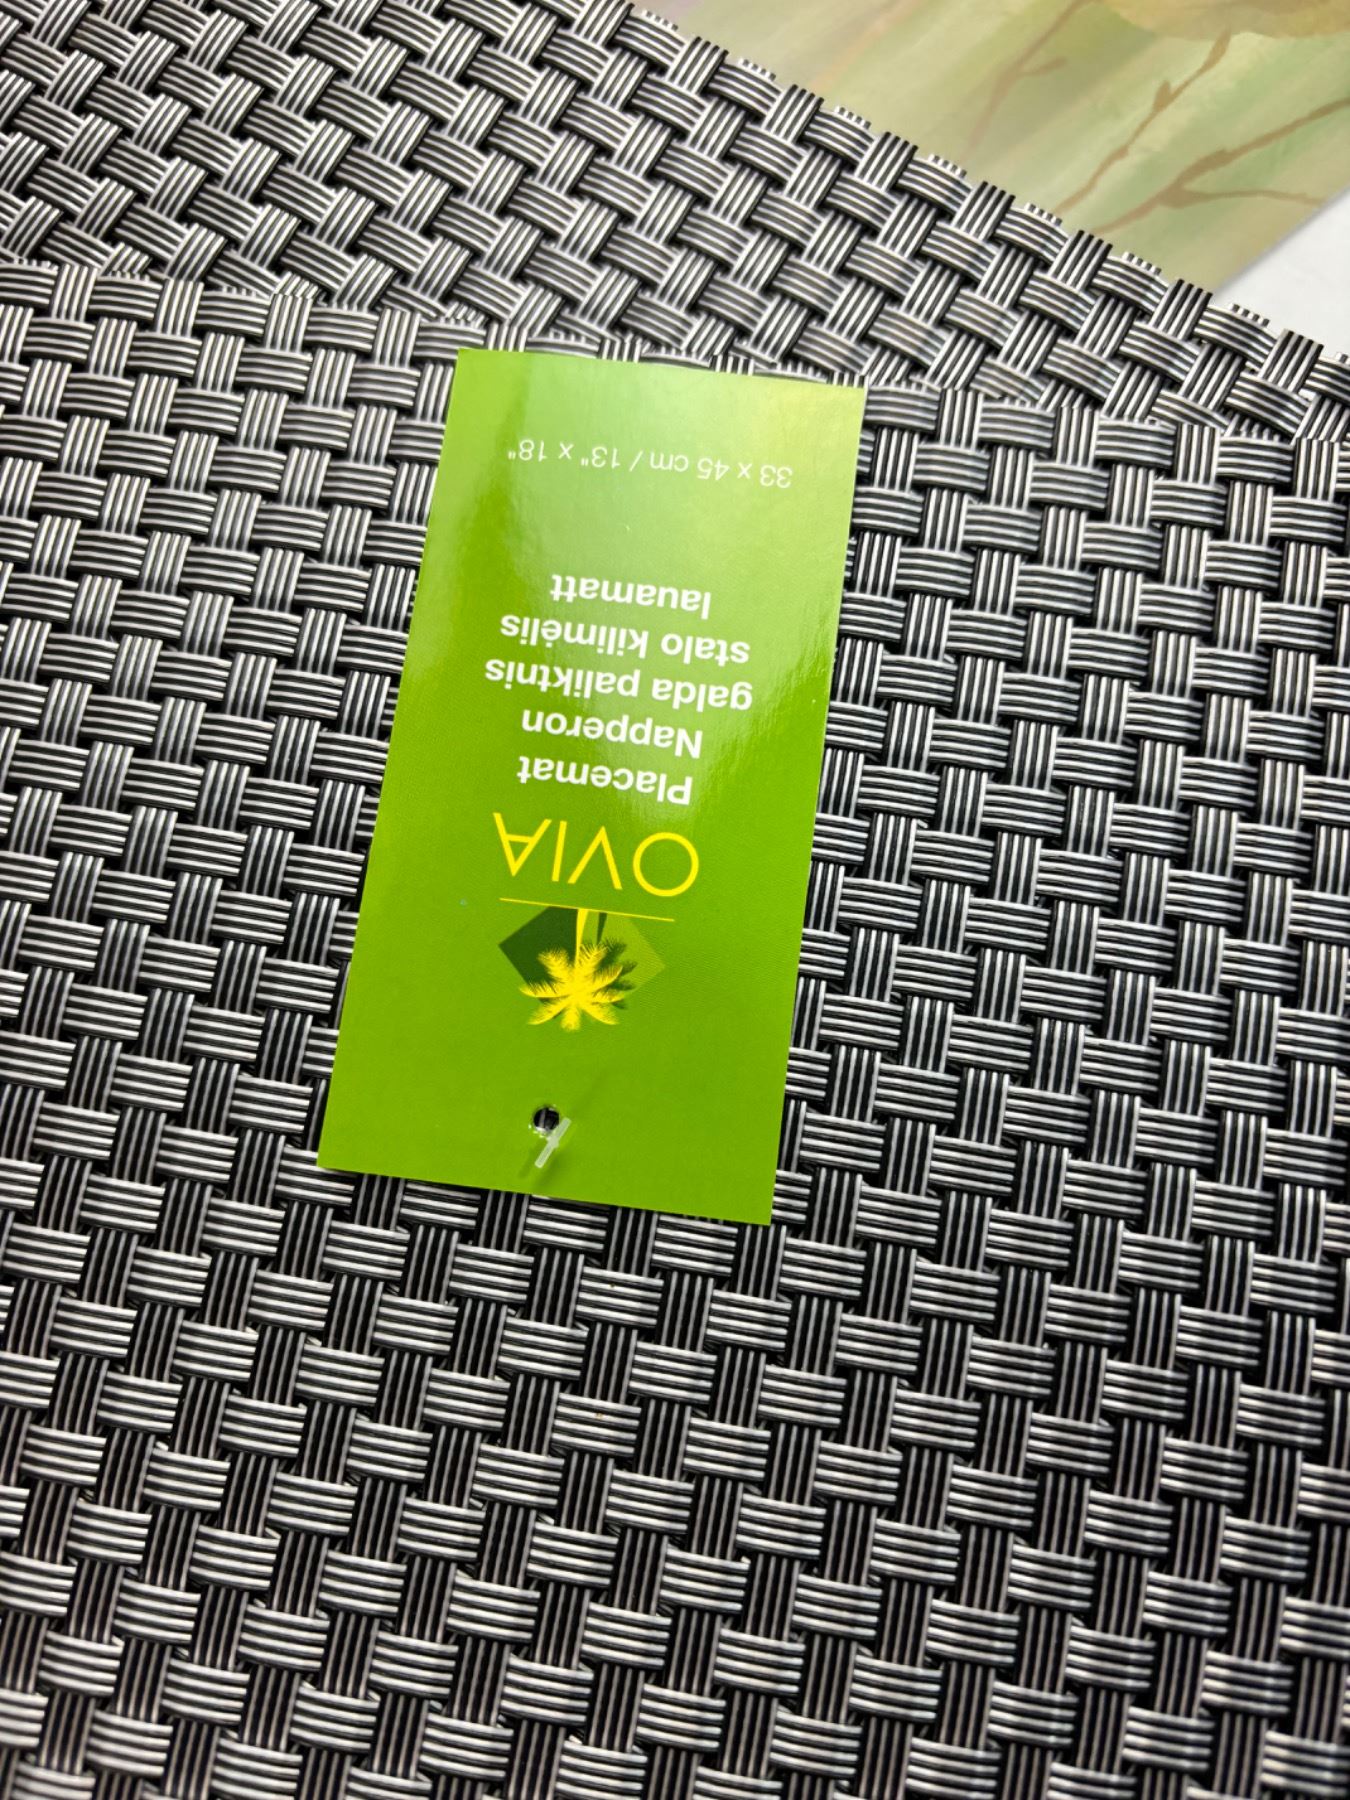 OVIA
Placemat
Napperon
galda paliktnis
stalo kilimėlis
lauamatt
33 x 45 cm / 13" x 18"